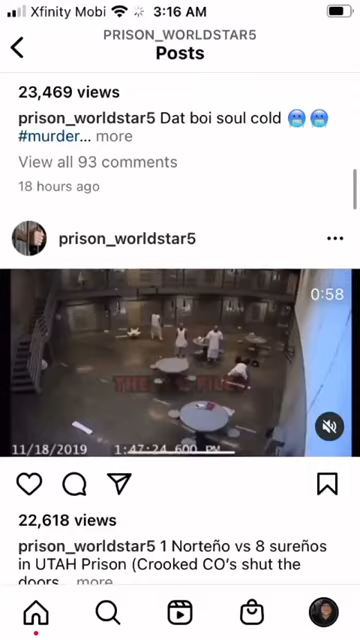 Xfinity Mobi 3:16 AM
PRISON_WORLDSTAR5
Posts
23,469 views
prison_worldstar5 Dat boi soul cold 🥶🥶
#murder... more
View all 93 comments
18 hours ago
prison_worldstar5
0:58
11/18/2019 1:47:24.600 PM
22,618 views
prison_worldstar5 1 Norteño vs 8 sureños
in UTAH Prison (Crooked CO’s shut the
doors... more